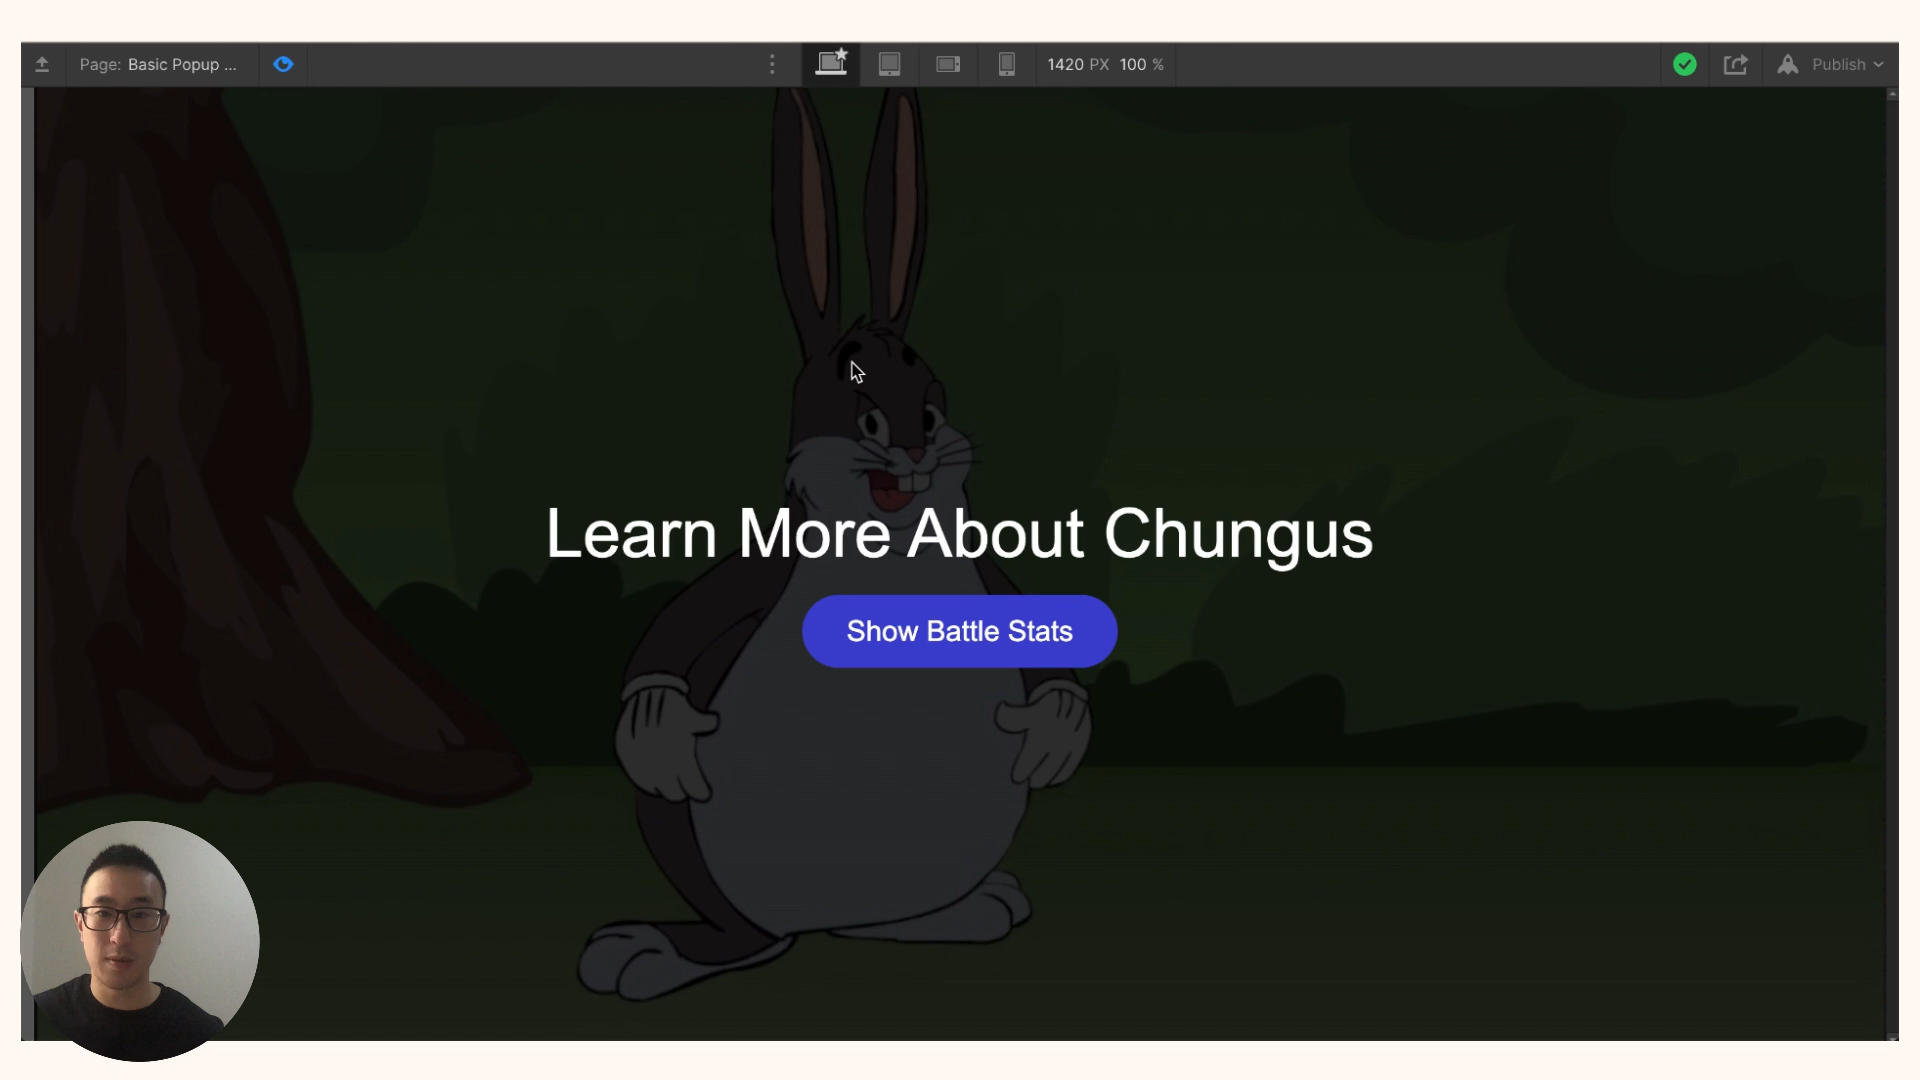 Page: Basic Popup ...
1420 PX 100 %
Publish
Learn More About Chungus
Show Battle Stats